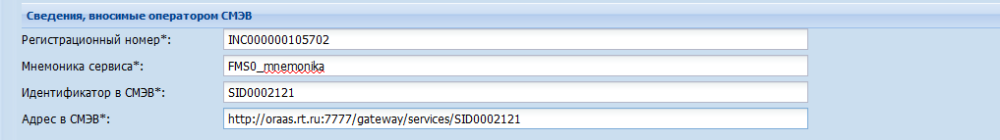 Сведения, вносимые оператором СМЭВ
Регистрационный номер*: INC000000105702
Мнемоника сервиса*: FMS0_mnemonika
Идентификатор в СМЭВ*: SID0002121
Адрес в СМЭВ*: http://oraas.rt.ru:7777/gateway/services/SID0002121